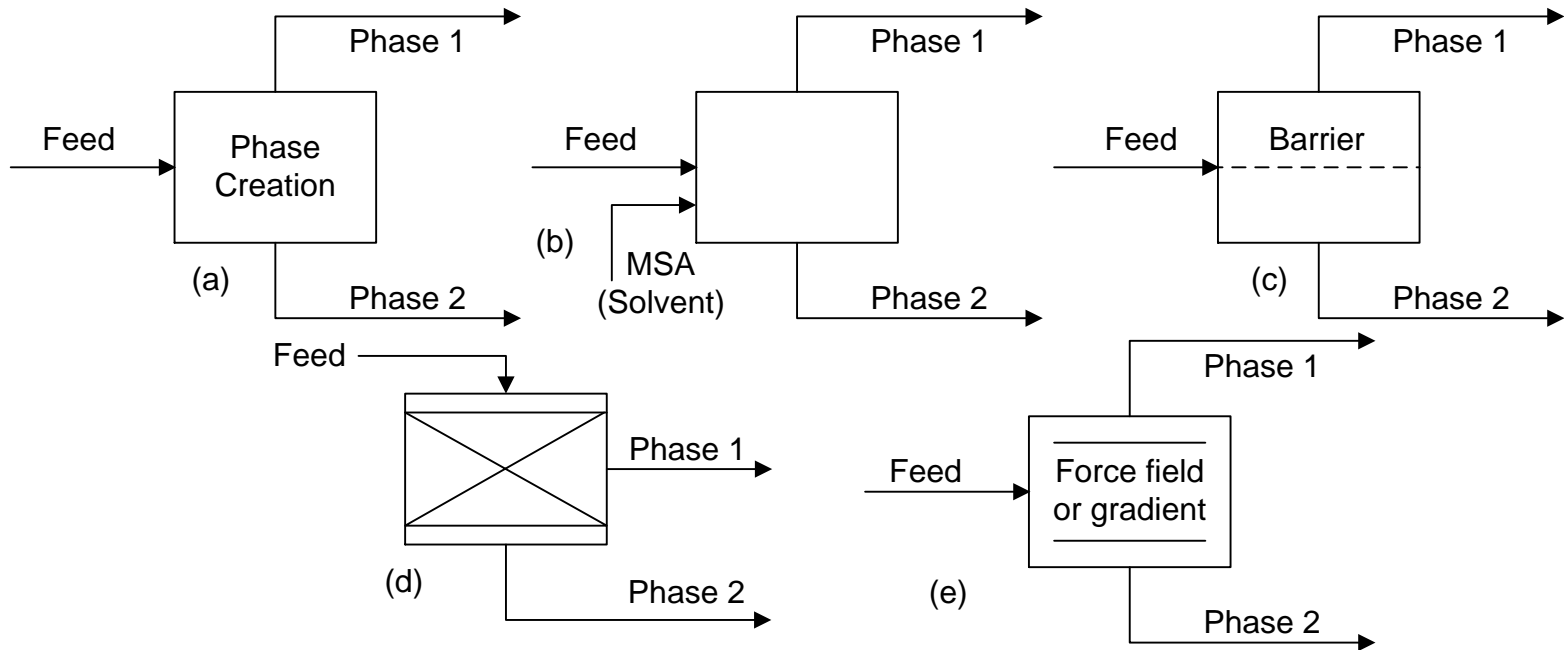 Phase 1
Feed
Phase
Creation
(a)
Phase 2
Phase 1
Feed
(b)
MSA
(Solvent)
Phase 2
Phase 1
Feed
Barrier
(c)
Phase 2
Feed
Phase 1
(d)
Phase 2
Phase 1
Feed
Force field
or gradient
(e)
Phase 2